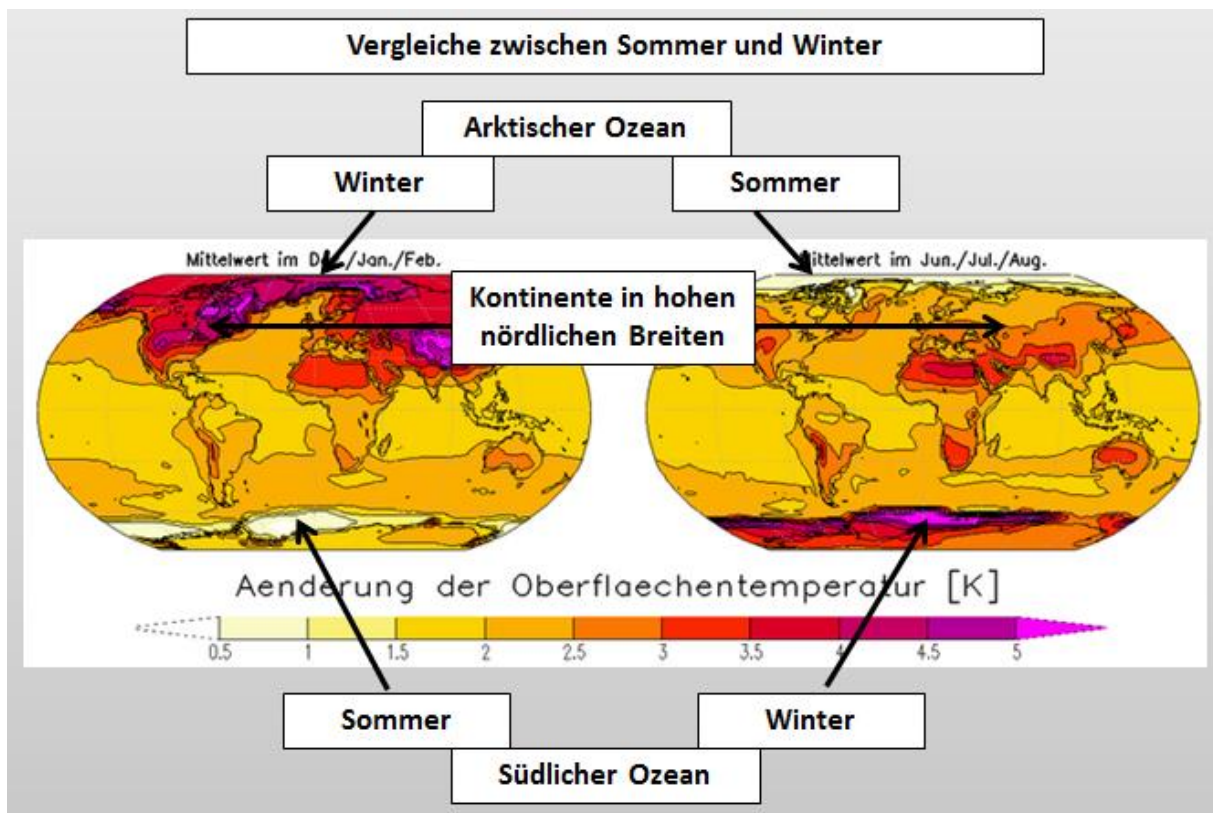 Vergleiche zwischen Sommer und Winter
Arktischer Ozean
Winter
Sommer
Mittelwert im D /Jan./Feb.
Mittelwert im Jun./Jul./Aug.
Kontinente in hohen
nördlichen Breiten
Aenderung der Oberflaechentemperatur [K]
0.5 1 1.5 2 2.5 3 3.5 4 4.5 5
Sommer
Winter
Südlicher Ozean